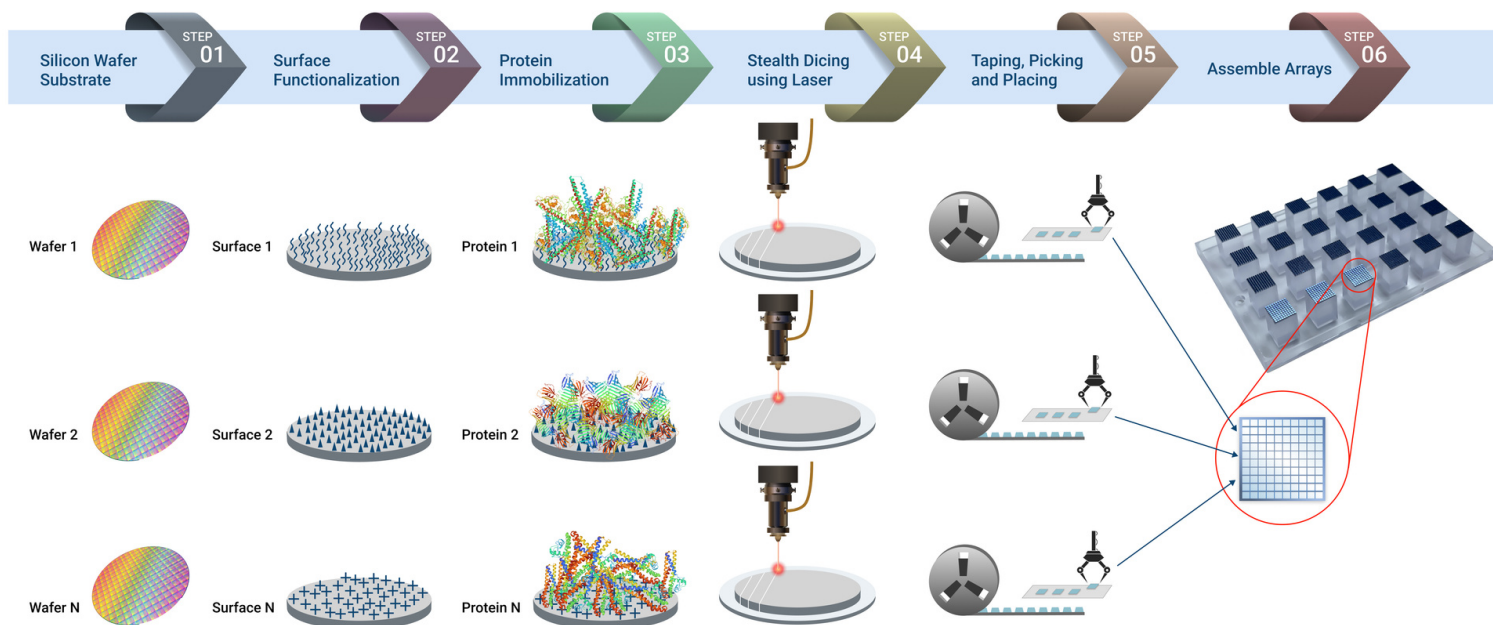 Silicon Wafer
Substrate
STEP
01
Surface
Functionalization
STEP
02
Protein
Immobilization
STEP
03
Stealth Dicing
using Laser
STEP
04
Taping, Picking
and Placing
STEP
05
Assemble Arrays
STEP
06
Wafer 1
Surface 1
Protein 1
Wafer 2
Surface 2
Protein 2
Wafer N
Surface N
Protein N